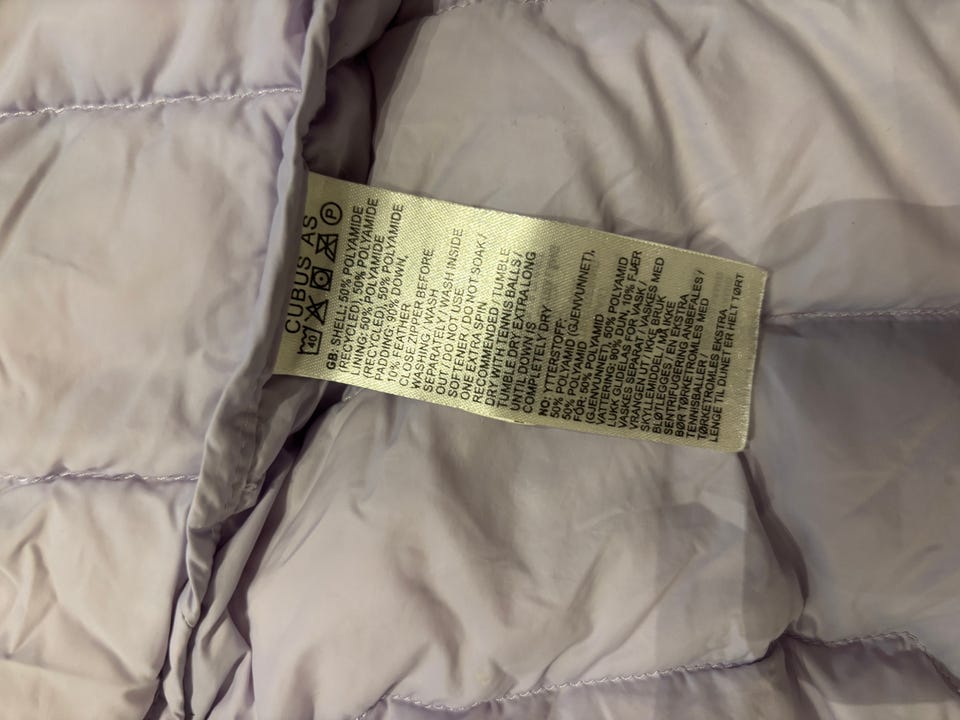 CUBUS AS
40 P
GB: SHELL: 50% POLYAMIDE
(RECYCLED), 50% POLYAMIDE
LINING: 50% POLYAMIDE
(RECYCLED), 50% POLYAMIDE
PADDING: 90% DOWN,
10% FEATHER
CLOSE ZIPPER BEFORE
WASHING / WASH
SEPARATELY / WASH INSIDE
OUT / DO NOT USE
SOFTENER / DO NOT SOAK /
ONE EXTRA SPIN
RECOMMENDED / TUMBLE
DRY WITH TENNIS BALLS /
TUMBLE DRY EXTRA LONG
UNTIL DOWN IS
COMPLETELY DRY
NO: YTTERSTOFF:
50% POLYAMID (GJENVUNNET),
50% POLYAMID
FÔR: 50% POLYAMID
(GJENVUNNET), 50% POLYAMID
VATTERING: 90% DUN, 10% FJÆR
LUKK GLIDELÅS FØR VASK /
VASKES SEPARAT / VASKES MED
VRANGEN UT / IKKE BRUK
SKYLLEMIDDEL / MÅ IKKE
BLØTLEGGES / EN EKSTRA
SENTRIFUGERING ANBEFALES /
BØR TØRKETROMLES MED
TENNISBALLER /
TØRKETROMLES EKSTRA
LENGE TIL DUNET ER HELT TØRT